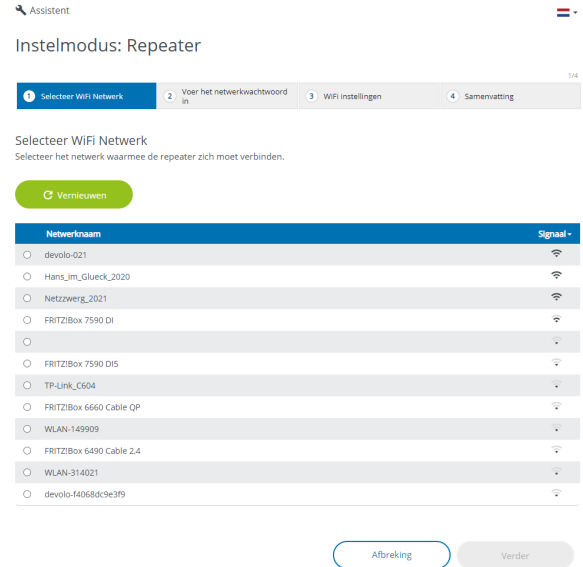 Assistent
Instelmodus: Repeater
1/4
1 Selecteer WiFi Netwerk
2 Voer het netwerkwachtwoord in
3 WiFi instellingen
4 Samenvatting
Selecteer WiFi Netwerk
Selecteer het netwerk waarmee de repeater zich moet verbinden.
Vernieuwen
Netwerknaam Signaal
devolo-021
Hans_im_Glueck_2020
Netzzwerg_2021
FRITZ!Box 7590 DI
FRITZ!Box 7590 DI5
TP-Link_C604
FRITZ!Box 6660 Cable QP
WLAN-149909
FRITZ!Box 6490 Cable 2,4
WLAN-314021
devolo-f4068dc9e3f9
Afbreking Verder